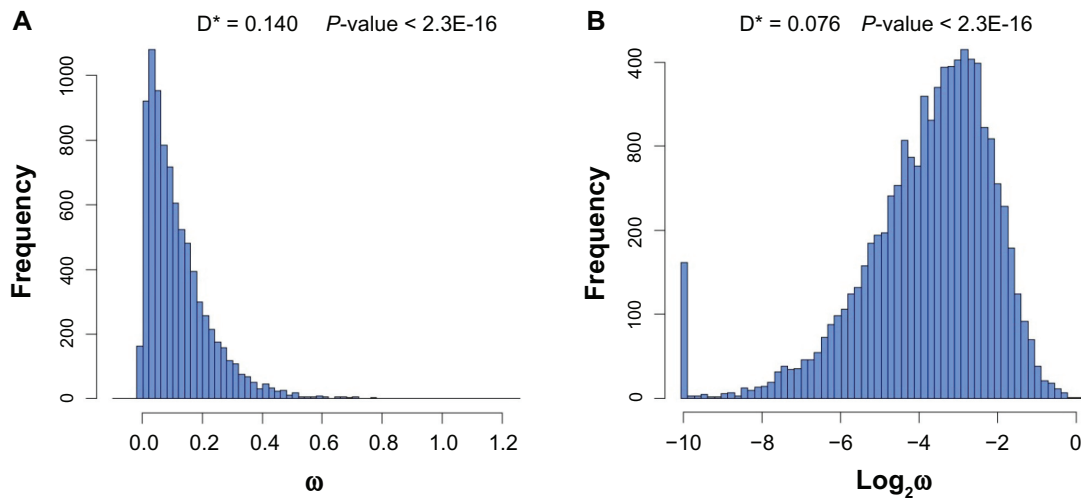 A
D* = 0.140 P-value < 2.3E-16
Frequency
1000
800
600
400
200
0
0.0 0.2 0.4 0.6 0.8 1.0 1.2
ω
B
D* = 0.076 P-value < 2.3E-16
Frequency
400
800
200
100
0
−10 −8 −6 −4 −2 0
Log₂ω